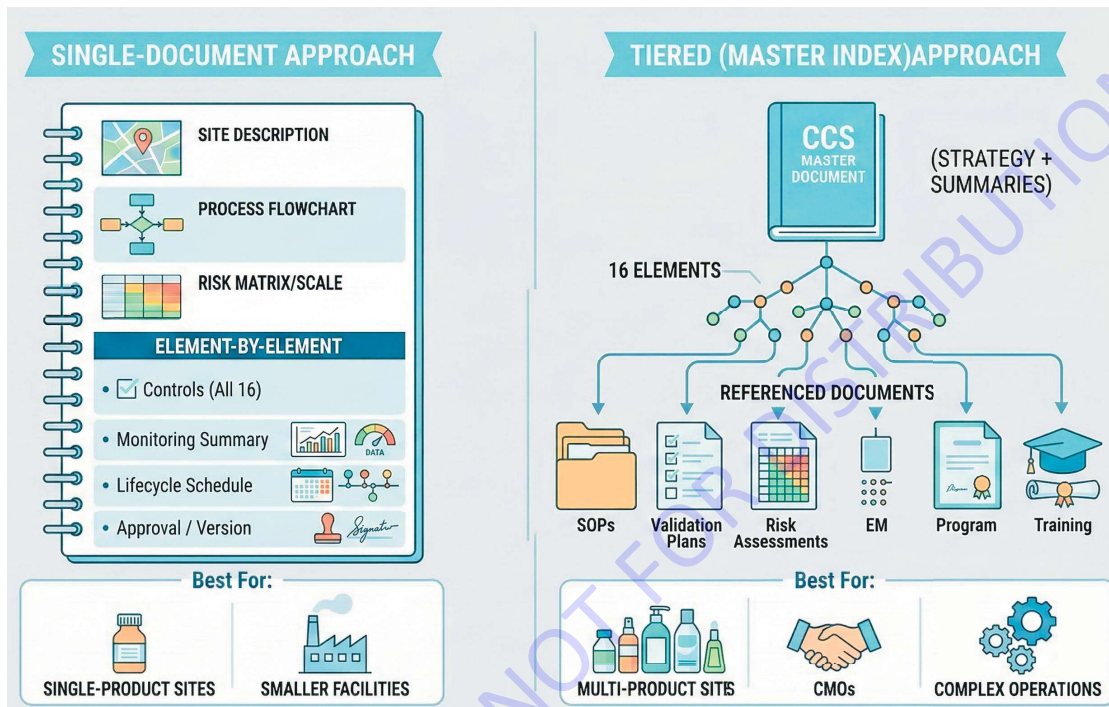 SINGLE-DOCUMENT APPROACH
SITE DESCRIPTION
PROCESS FLOWCHART
RISK MATRIX/SCALE
ELEMENT-BY-ELEMENT
• Controls (All 16)
• Monitoring Summary
DATA
• Lifecycle Schedule
• Approval / Version
Best For:
SINGLE-PRODUCT SITES
SMALLER FACILITIES
TIERED (MASTER INDEX)APPROACH
CCS
MASTER
DOCUMENT
(STRATEGY +
SUMMARIES)
16 ELEMENTS
REFERENCED DOCUMENTS
SOPs
Validation
Plans
Risk
Assessments
EM
Program
Training
Best For:
MULTI-PRODUCT SITES
CMOs
COMPLEX OPERATIONS
NOT FOR DISTRIBUTION